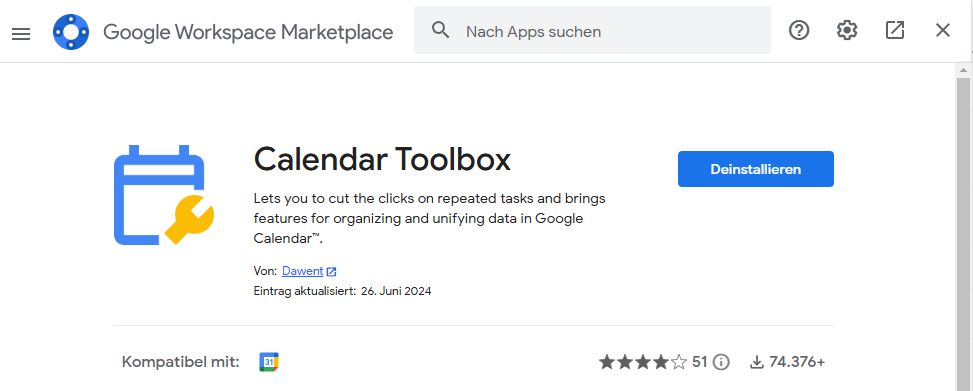 Google Workspace Marketplace
Nach Apps suchen
Calendar Toolbox
Deinstallieren
Lets you to cut the clicks on repeated tasks and brings
features for organizing and unifying data in Google
Calendar™.
Von: Dawent
Eintrag aktualisiert: 26. Juni 2024
Kompatibel mit: 31
51
74.376+